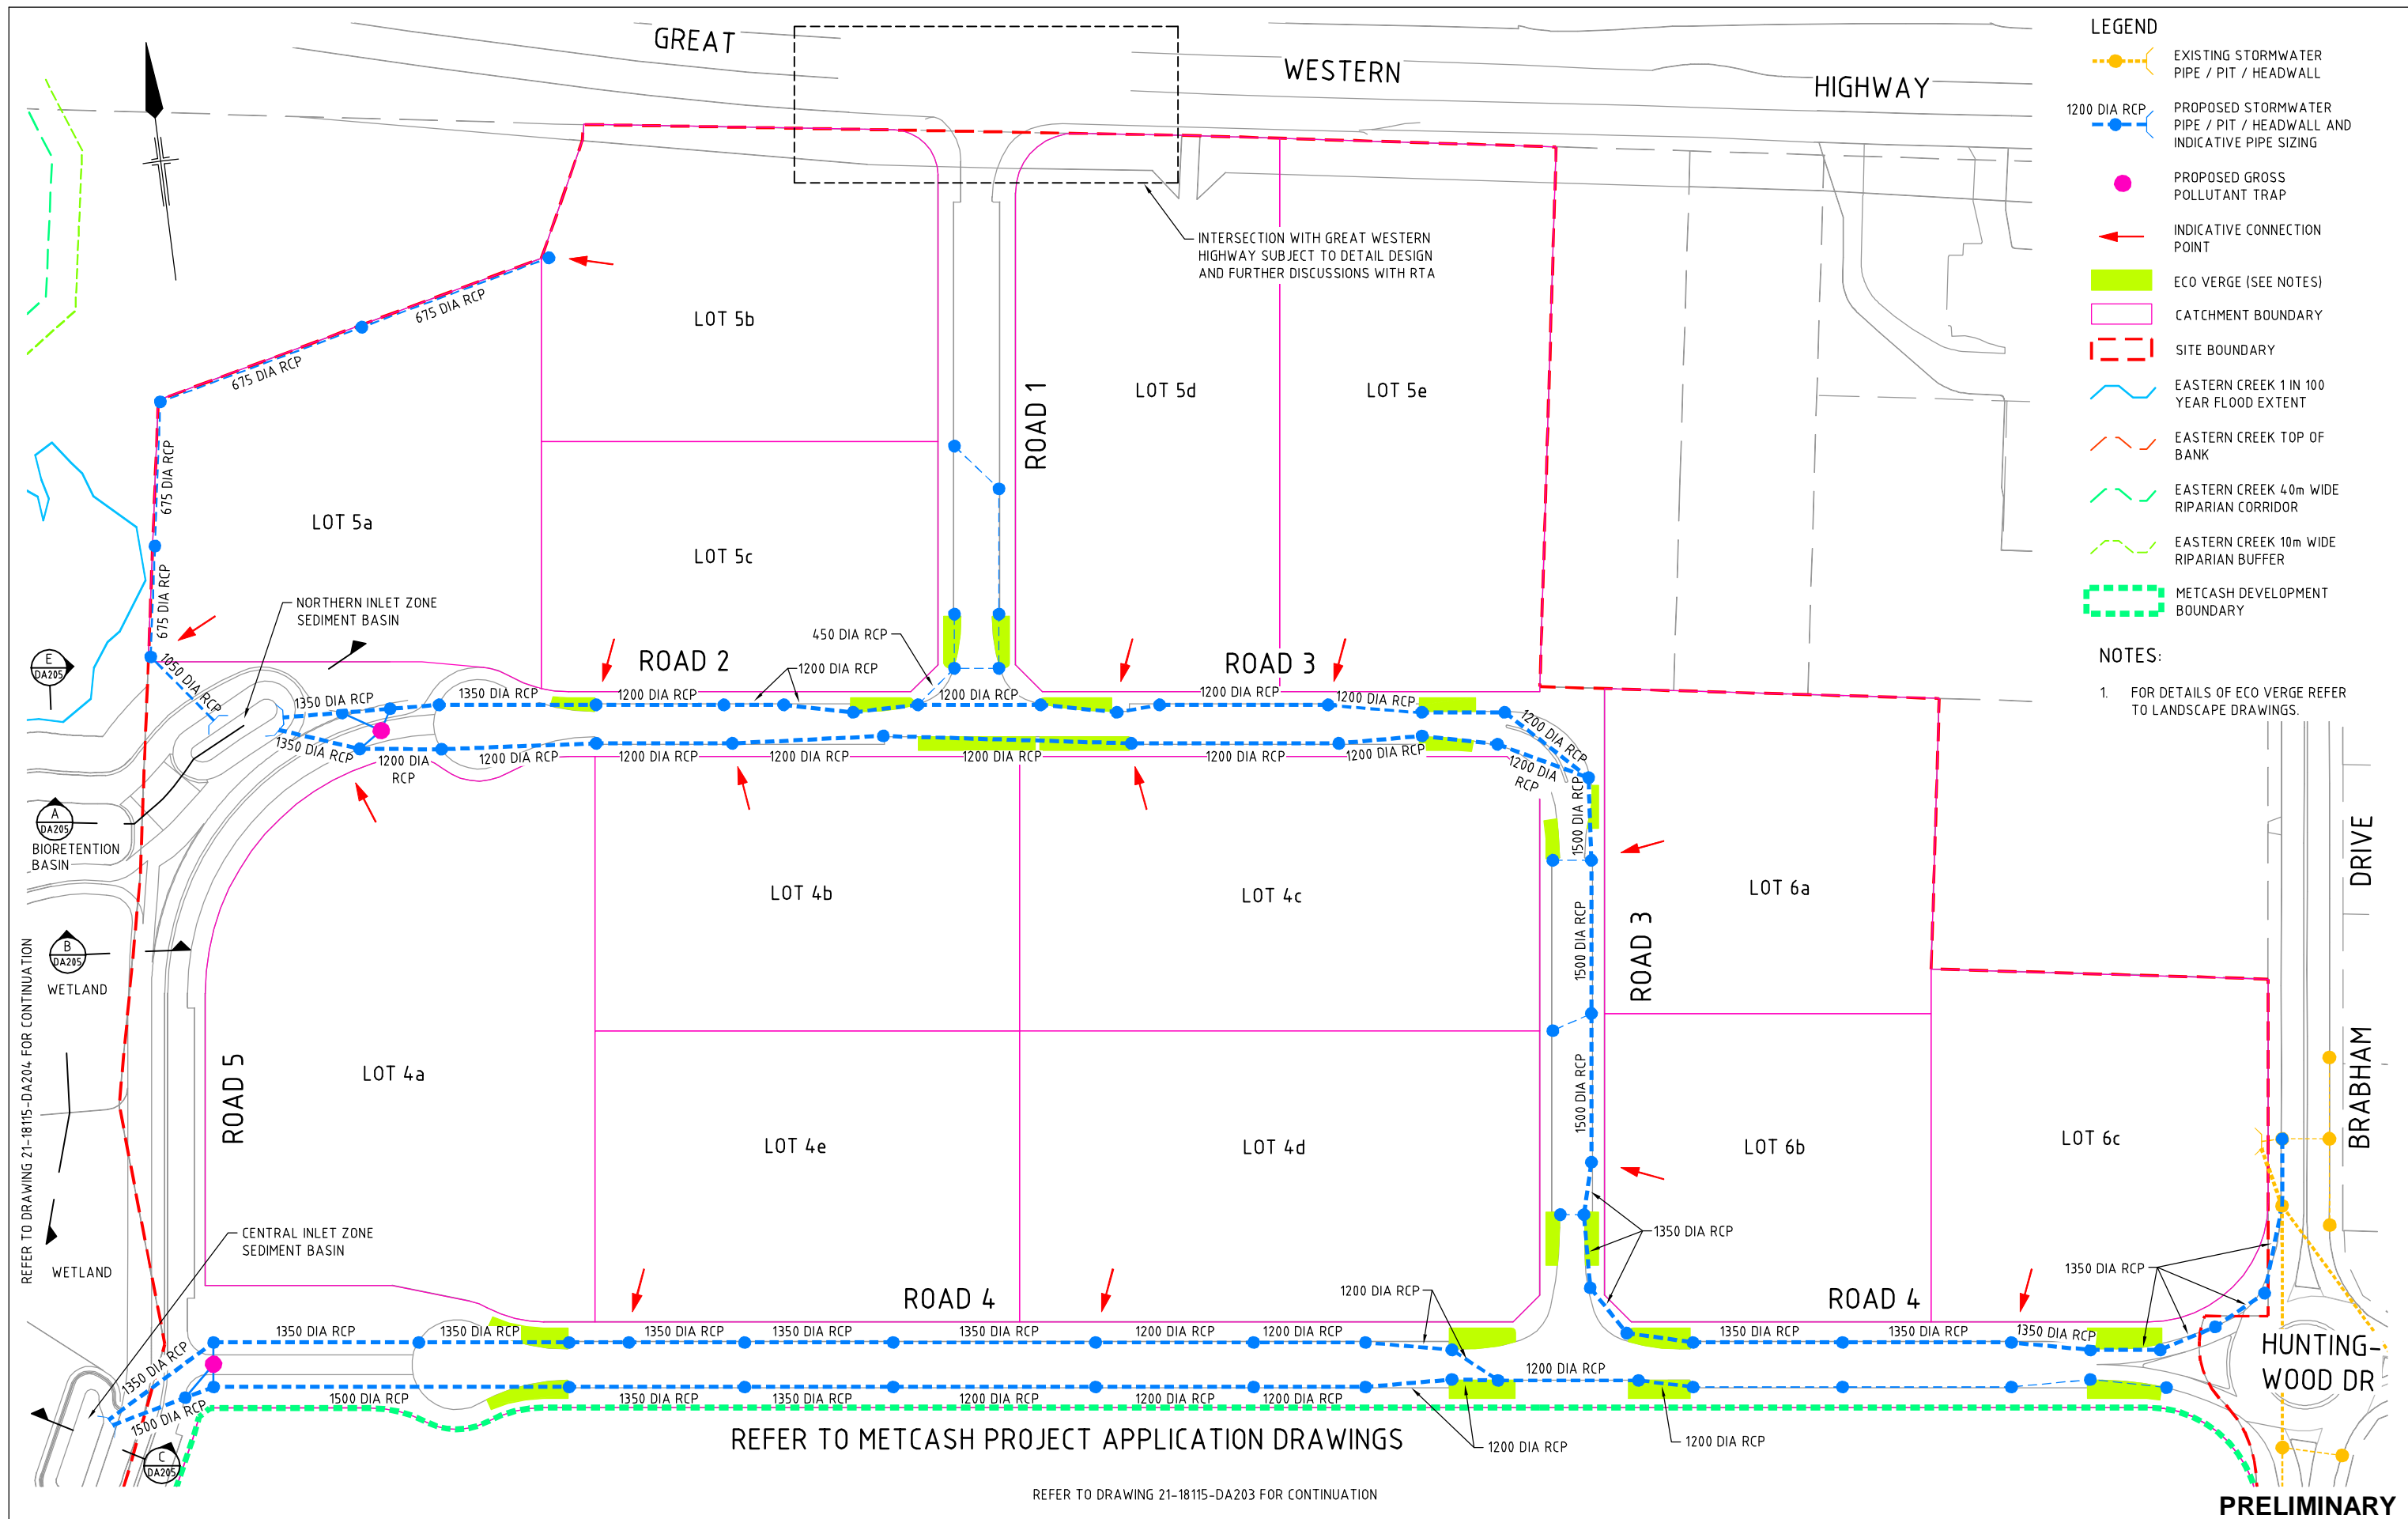 GREAT
WESTERN
HIGHWAY
LEGEND
EXISTING STORMWATER
PIPE / PIT / HEADWALL
1200 DIA RCP
PROPOSED STORMWATER
PIPE / PIT / HEADWALL AND
INDICATIVE PIPE SIZING
PROPOSED GROSS
POLLUTANT TRAP
INDICATIVE CONNECTION
POINT
ECO VERGE (SEE NOTES)
CATCHMENT BOUNDARY
SITE BOUNDARY
EASTERN CREEK 1 IN 100
YEAR FLOOD EXTENT
EASTERN CREEK TOP OF
BANK
EASTERN CREEK 40m WIDE
RIPARIAN CORRIDOR
EASTERN CREEK 10m WIDE
RIPARIAN BUFFER
METCASH DEVELOPMENT
BOUNDARY
NOTES:
1. FOR DETAILS OF ECO VERGE REFER
TO LANDSCAPE DRAWINGS.
INTERSECTION WITH GREAT WESTERN
HIGHWAY SUBJECT TO DETAIL DESIGN
AND FURTHER DISCUSSIONS WITH RTA
675 DIA RCP
675 DIA RCP
675 DIA RCP
675 DIA RCP
LOT 5b
LOT 5d
LOT 5e
ROAD 1
LOT 5a
LOT 5c
NORTHERN INLET ZONE
SEDIMENT BASIN
E
DA205
1050 DIA RCP
450 DIA RCP
1200 DIA RCP
ROAD 2
ROAD 3
1350 DIA RCP
1350 DIA RCP
1200 DIA RCP
1200 DIA RCP
1200 DIA RCP
1200 DIA RCP
1200 DIA RCP
1350 DIA RCP
1200 DIA
RCP
1200 DIA RCP
1200 DIA RCP
1200 DIA RCP
1200 DIA RCP
1200 DIA RCP
1200 DIA RCP
1200 DIA
RCP
1500 DIA RCP
1500 DIA RCP
1500 DIA RCP
A
DA205
BIORETENTION
BASIN
B
DA205
WETLAND
WETLAND
REFER TO DRAWING 21-18115-DA204 FOR CONTINUATION
LOT 4b
LOT 4c
LOT 6a
ROAD 3
ROAD 5
LOT 4a
LOT 4e
LOT 4d
LOT 6b
LOT 6c
BRABHAM
DRIVE
CENTRAL INLET ZONE
SEDIMENT BASIN
1350 DIA RCP
1350 DIA RCP
1200 DIA RCP
ROAD 4
ROAD 4
1350 DIA RCP
1350 DIA RCP
1350 DIA RCP
1350 DIA RCP
1350 DIA RCP
1350 DIA RCP
1200 DIA RCP
1200 DIA RCP
1350 DIA RCP
1350 DIA RCP
1350 DIA RCP
HUNTING-
WOOD DR
1500 DIA RCP
1500 DIA RCP
1350 DIA RCP
1350 DIA RCP
1200 DIA RCP
1200 DIA RCP
1200 DIA RCP
1200 DIA RCP
1200 DIA RCP
1200 DIA RCP
C
DA205
REFER TO METCASH PROJECT APPLICATION DRAWINGS
REFER TO DRAWING 21-18115-DA203 FOR CONTINUATION
PRELIMINARY